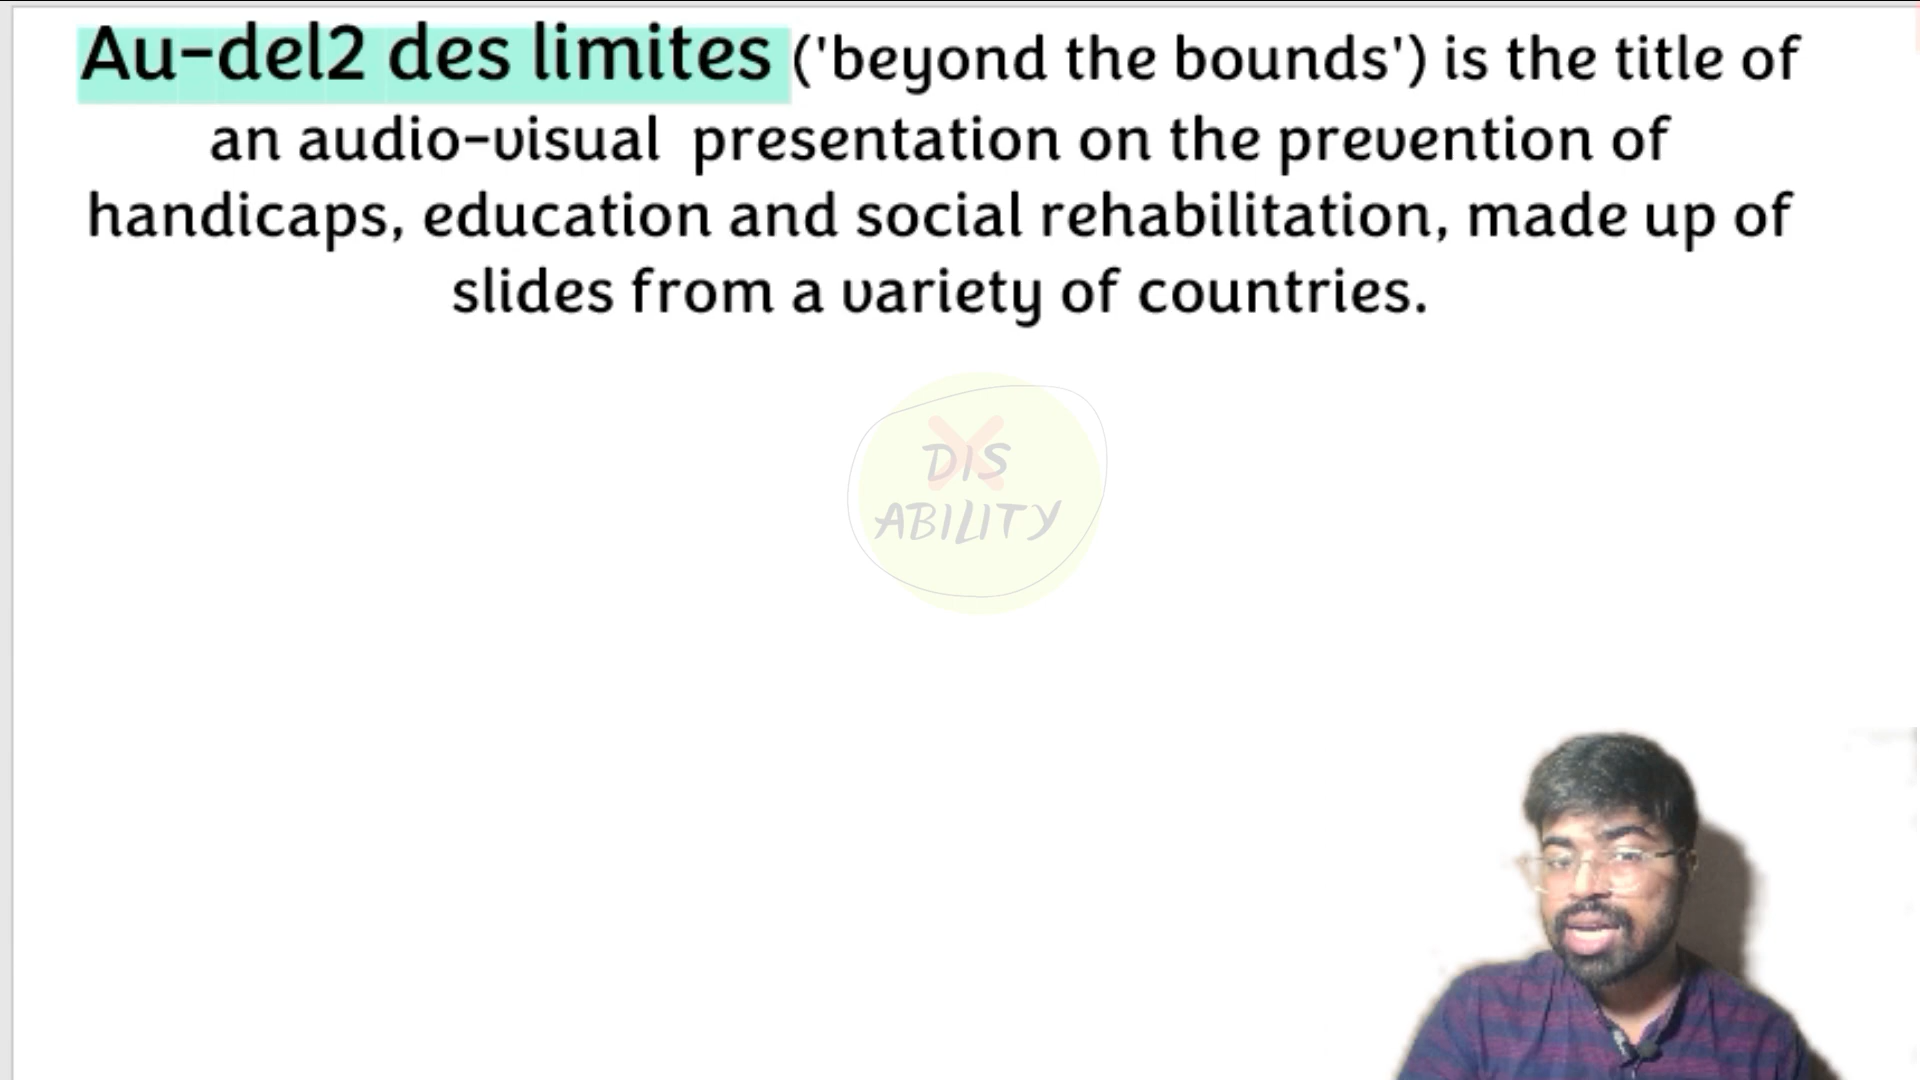 Au-del2 des limites ('beyond the bounds') is the title of
an audio-visual presentation on the prevention of
handicaps, education and social rehabilitation, made up of
slides from a variety of countries.
DIS
ABILITY